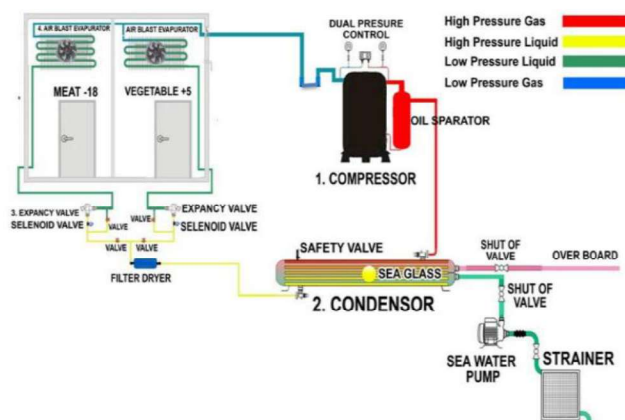 4. AIR BLAST EVAPORATOR
AIR BLAST EVAPORATOR
MEAT -18
VEGETABLE +5
DUAL PRESURE
CONTROL
High Pressure Gas
High Pressure Liquid
Low Pressure Liquid
Low Pressure Gas
OIL SPARATOR
1. COMPRESSOR
3. EXPANCY VALVE
EXPANCY VALVE
SELENOID VALVE
VALVE
VALVE
SELENOID VALVE
VALVE
VALVE
FILTER DRYER
SAFETY VALVE
SEA GLASS
2. CONDENSOR
SHUT OF
VALVE
OVER BOARD
SHUT OF
VALVE
SEA WATER
PUMP
STRAINER